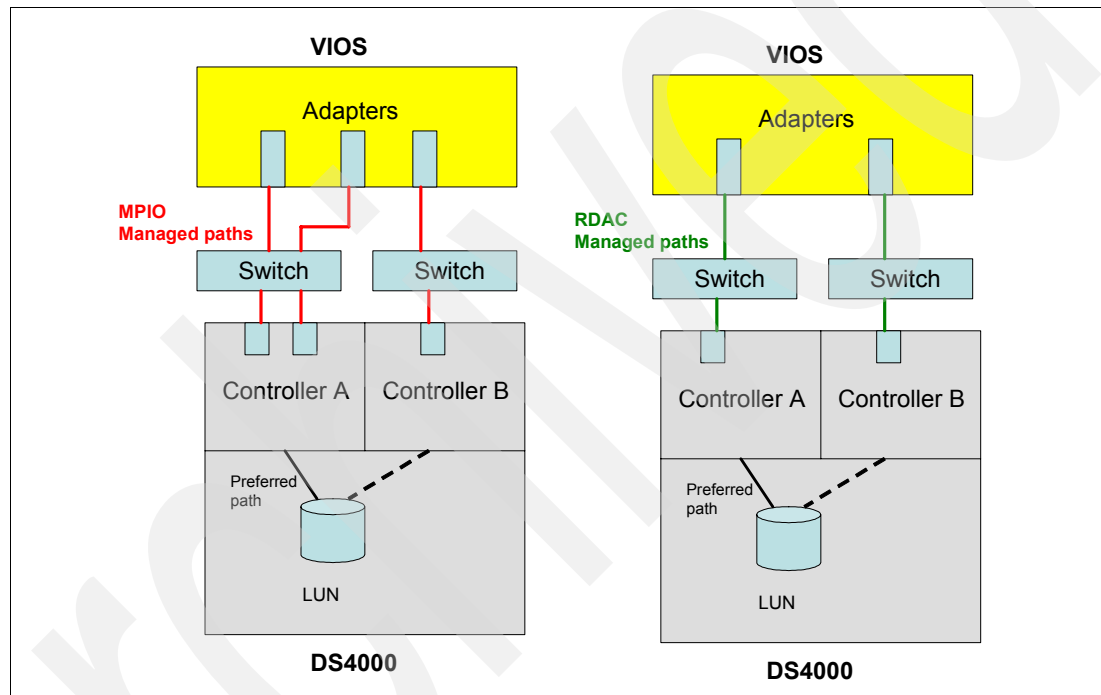 VIOS
Adapters
MPIO
Managed paths
Switch
Switch
Controller A
Controller B
Preferred
path
LUN
DS4000
VIOS
Adapters
RDAC
Managed paths
Switch
Switch
Controller A
Controller B
Preferred
path
LUN
DS4000